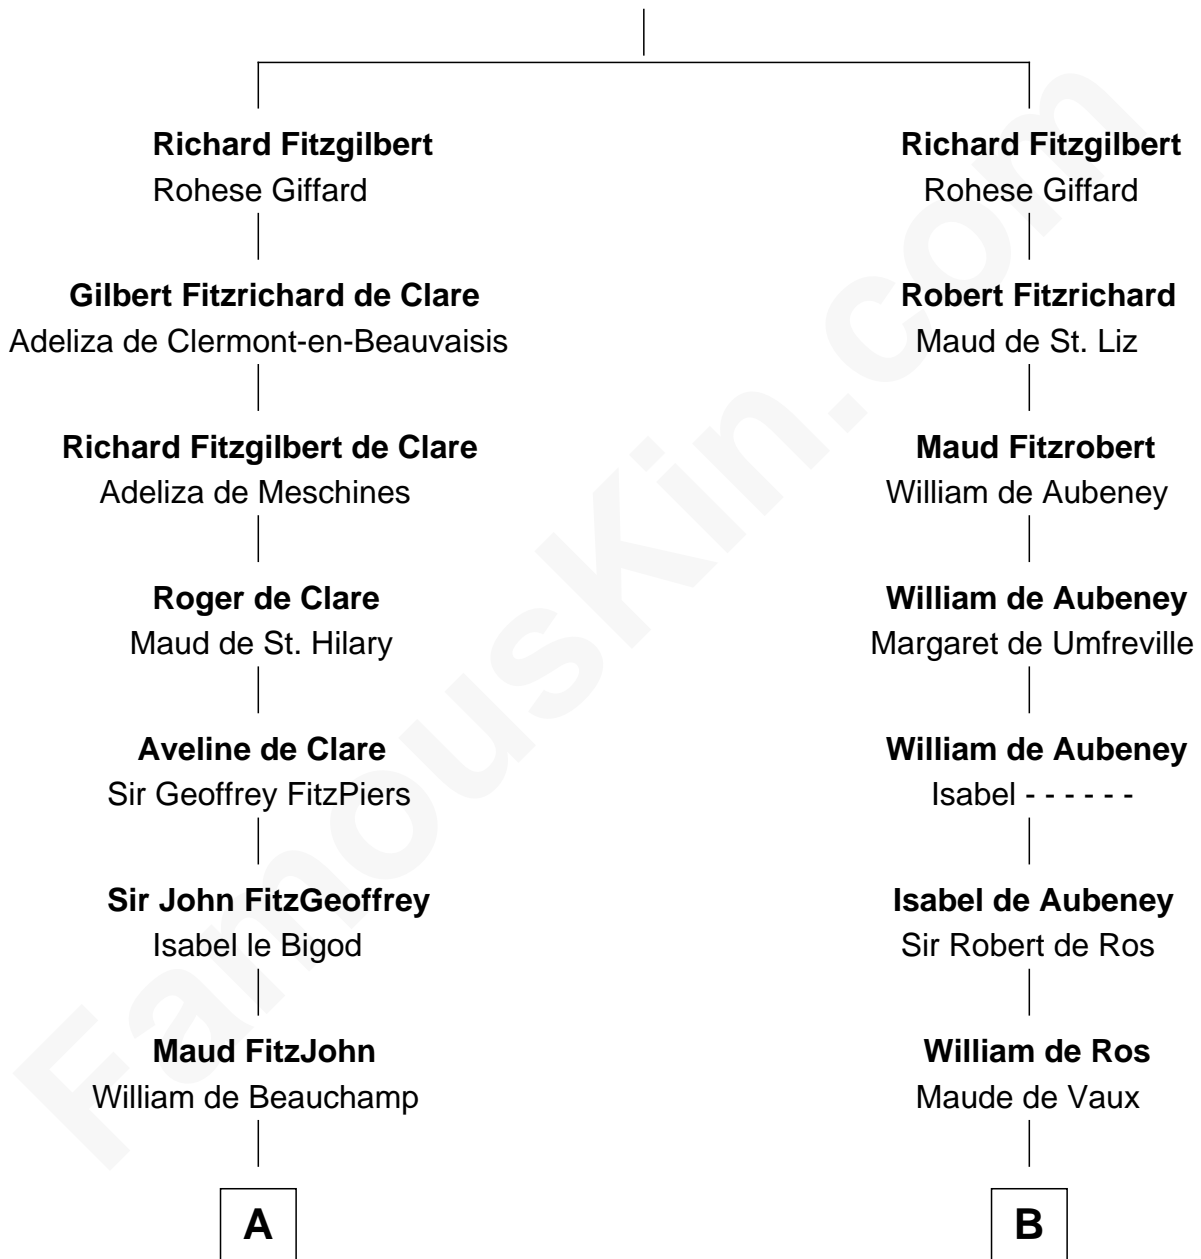 Richard Fitzgilbert
Rohese Giffard
Gilbert Fitzrichard de Clare
Adeliza de Clermont-en-Beauvaisis
Richard Fitzgilbert de Clare
Adeliza de Meschines
Roger de Clare
Maud de St. Hilary
Aveline de Clare
Sir Geoffrey FitzPiers
Sir John FitzGeoffrey
Isabel le Bigod
Maud FitzJohn
William de Beauchamp
A
Richard Fitzgilbert
Rohese Giffard
Robert Fitzrichard
Maud de St. Liz
Maud Fitzrobert
William de Aubeney
William de Aubeney
Margaret de Umfreville
William de Aubeney
Isabel - - - - - -
Isabel de Aubeney
Sir Robert de Ros
William de Ros
Maude de Vaux
B
FamousKin.com